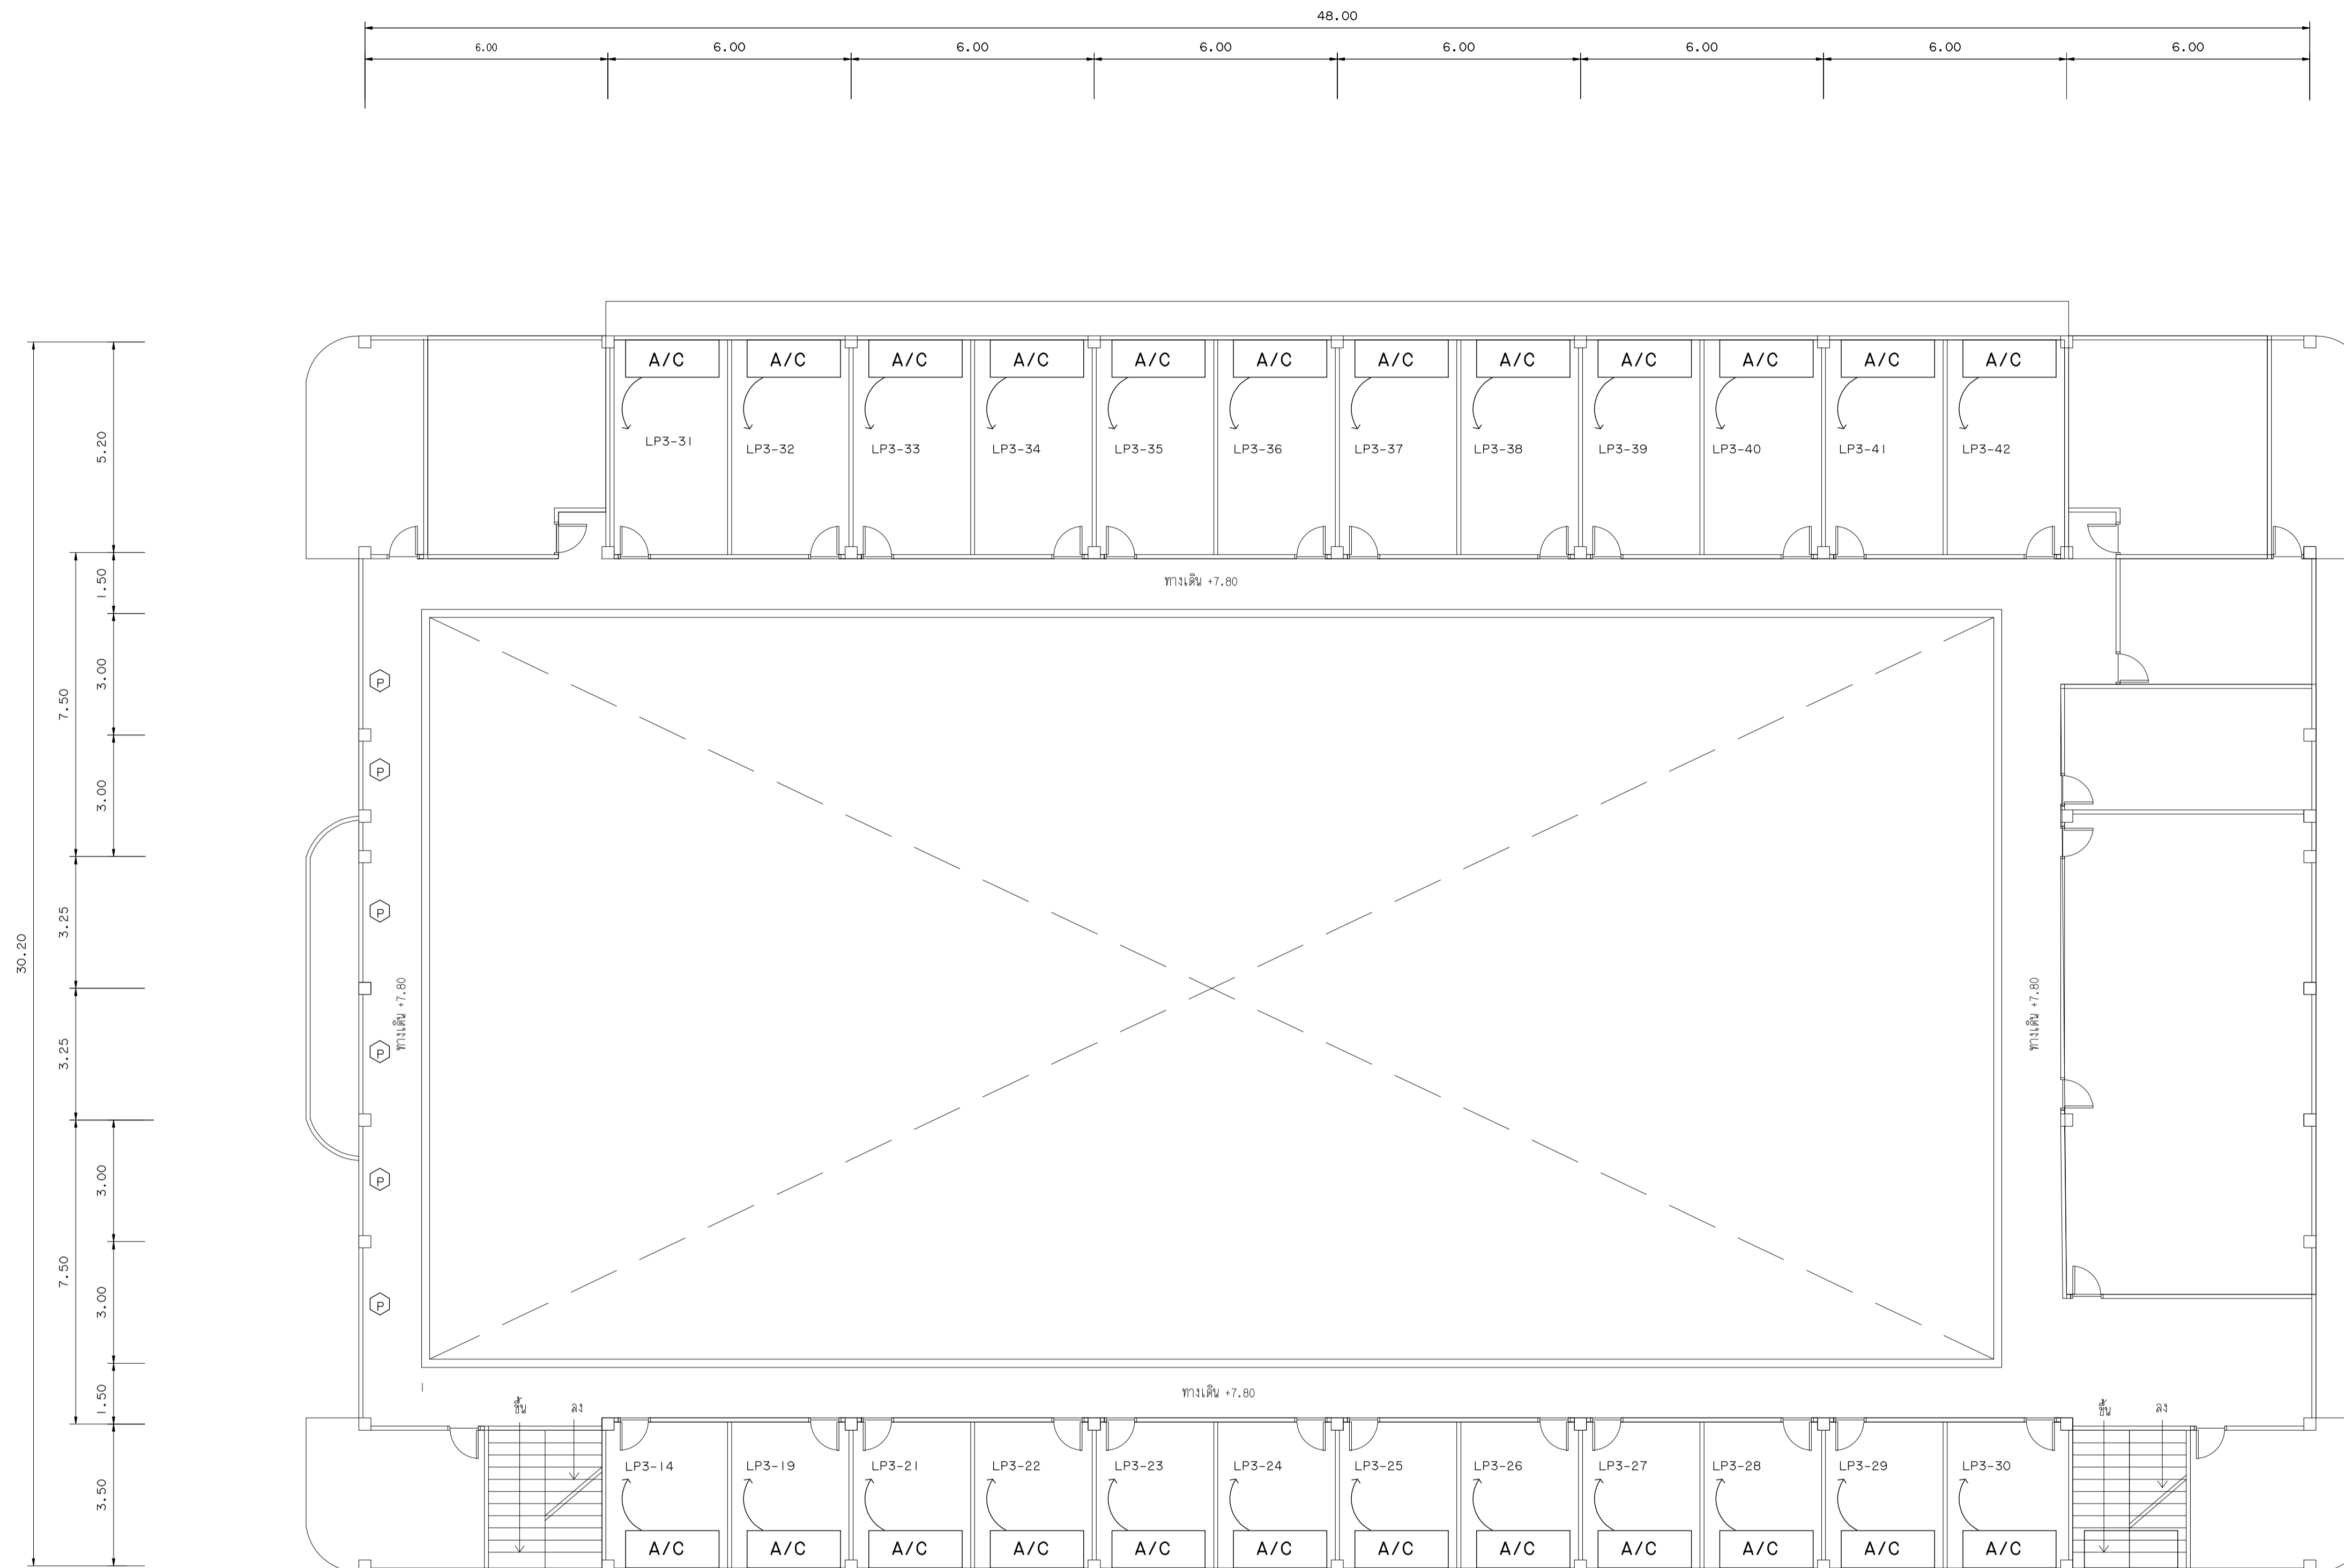 48.00
6.00 6.00 6.00 6.00 6.00 6.00 6.00 6.00
A/C A/C A/C A/C A/C A/C A/C A/C A/C A/C A/C A/C
LP3-31 LP3-32 LP3-33 LP3-34 LP3-35 LP3-36 LP3-37 LP3-38 LP3-39 LP3-40 LP3-41 LP3-42
5.20
1.50
3.00
3.00
7.50
3.25
30.20
3.25
3.00
3.00
7.50
1.50
3.50
ทางเดิน +7.80
P
P
P
P
P
P
ทางเดิน +7.80
ทางเดิน +7.80
ทางเดิน +7.80
ขึ้น ลง
ขึ้น ลง
LP3-14 LP3-19 LP3-21 LP3-22 LP3-23 LP3-24 LP3-25 LP3-26 LP3-27 LP3-28 LP3-29 LP3-30
A/C A/C A/C A/C A/C A/C A/C A/C A/C A/C A/C A/C